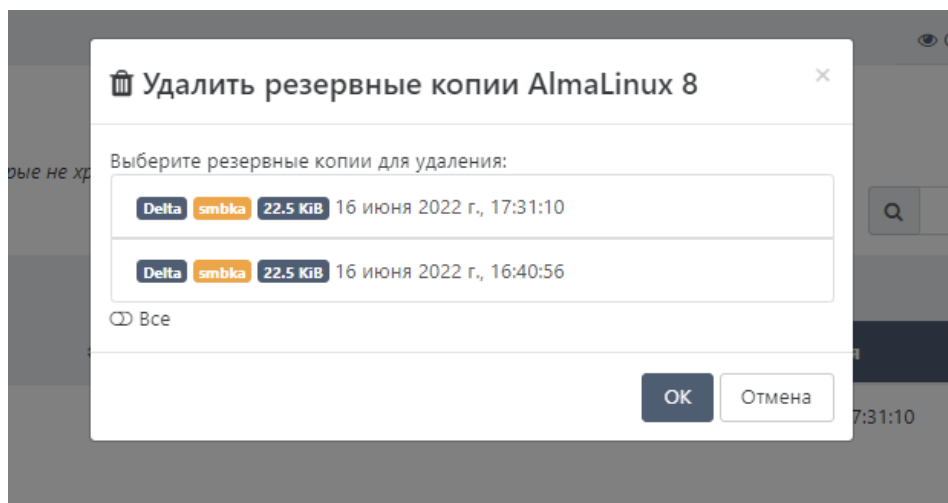 Удалить резервные копии AlmaLinux 8
рые не хр
Выберите резервные копии для удаления:
Delta smbka 22.5 KiB 16 июня 2022 г., 17:31:10
Delta smbka 22.5 KiB 16 июня 2022 г., 16:40:56
Все
OK Отмена
7:31:10